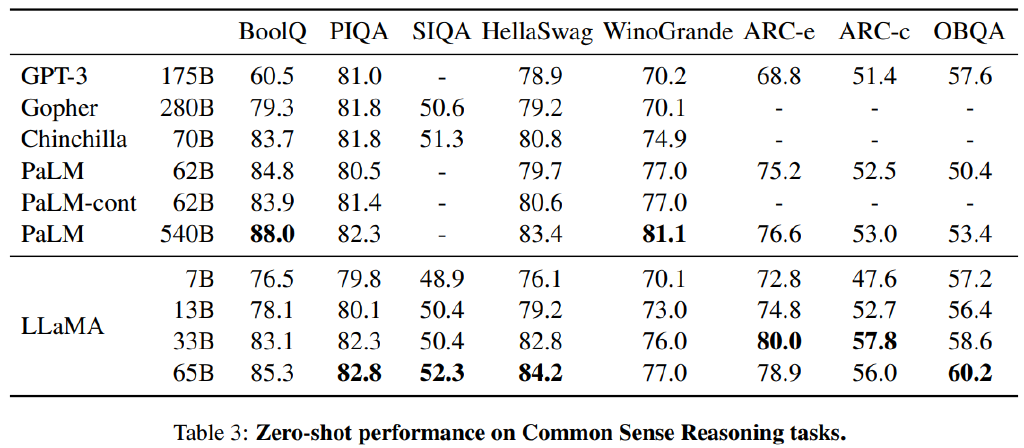 BoolQ PIQA SIQA HellaSwag WinoGrande ARC-e ARC-c OBQA
GPT-3 175B 60.5 81.0 - 78.9 70.2 68.8 51.4 57.6
Gopher 280B 79.3 81.8 50.6 79.2 70.1 - - -
Chinchilla 70B 83.7 81.8 51.3 80.8 74.9 - - -
PaLM 62B 84.8 80.5 - 79.7 77.0 75.2 52.5 50.4
PaLM-cont 62B 83.9 81.4 - 80.6 77.0 - - -
PaLM 540B 88.0 82.3 - 83.4 81.1 76.6 53.0 53.4
LLaMA
7B 76.5 79.8 48.9 76.1 70.1 72.8 47.6 57.2
13B 78.1 80.1 50.4 79.2 73.0 74.8 52.7 56.4
33B 83.1 82.3 50.4 82.8 76.0 80.0 57.8 58.6
65B 85.3 82.8 52.3 84.2 77.0 78.9 56.0 60.2
Table 3: Zero-shot performance on Common Sense Reasoning tasks.